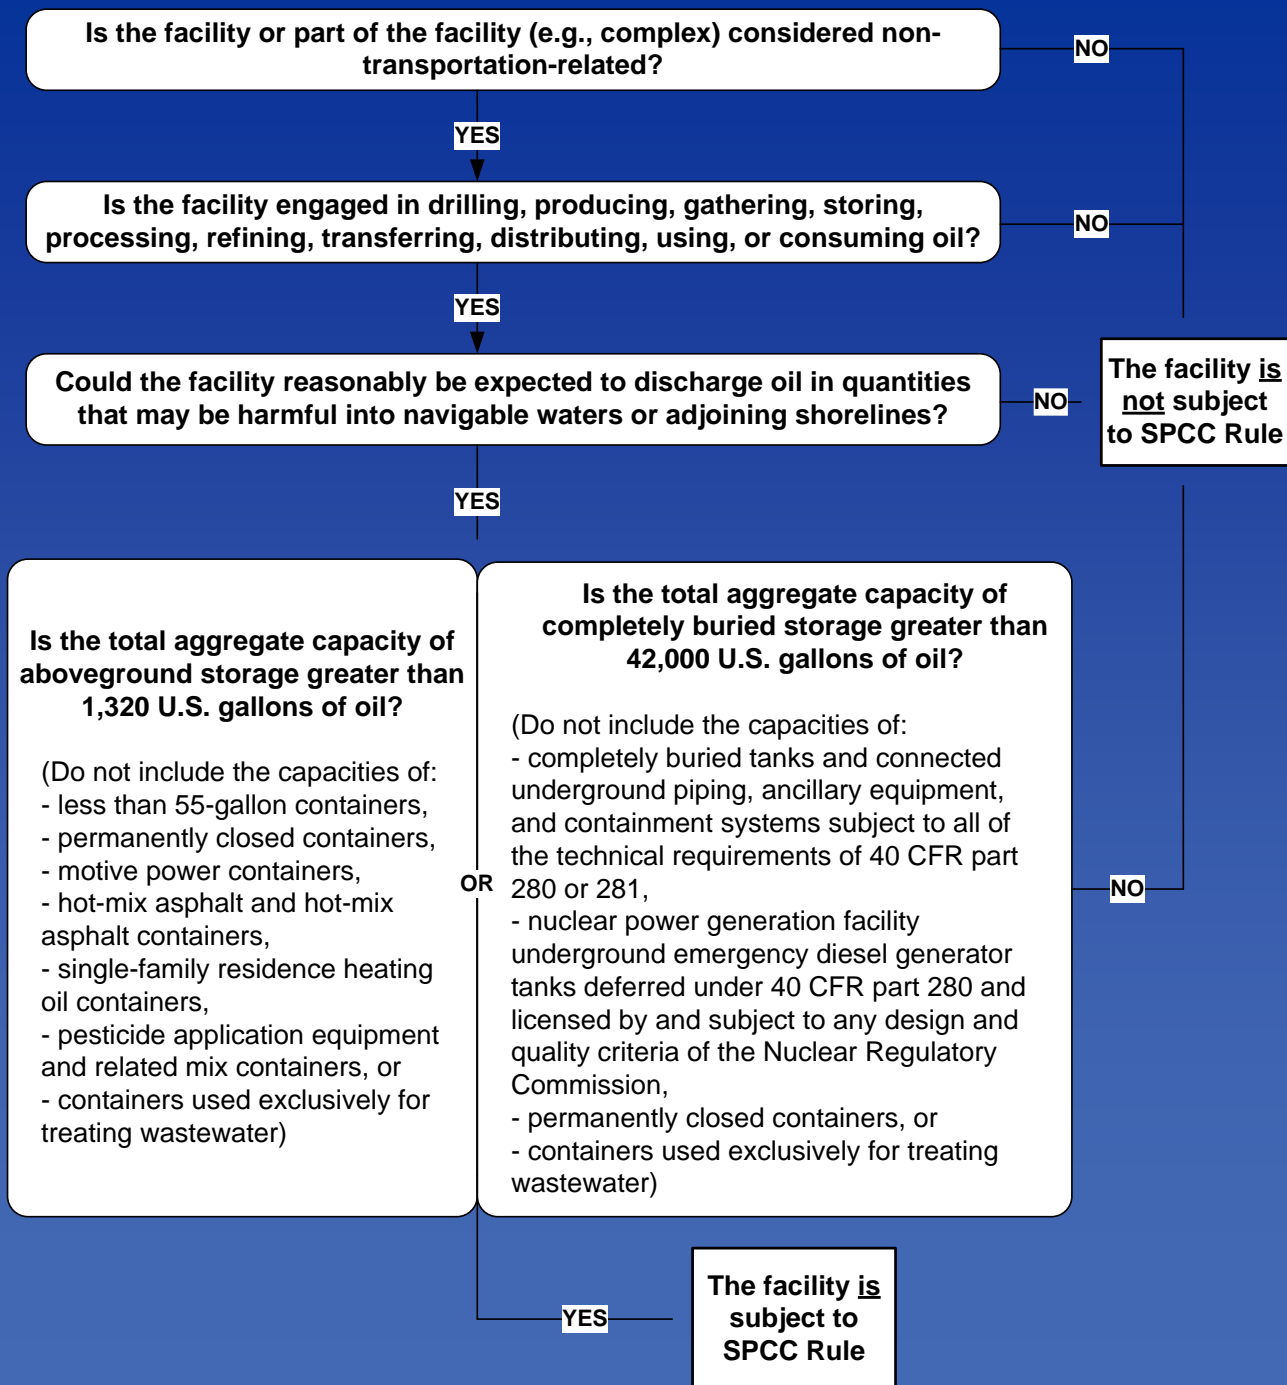 Is the facility or part of the facility (e.g., complex) considered non-
transportation-related?
NO
YES
Is the facility engaged in drilling, producing, gathering, storing,
processing, refining, transferring, distributing, using, or consuming oil?
NO
YES
Could the facility reasonably be expected to discharge oil in quantities
that may be harmful into navigable waters or adjoining shorelines?
NO
The facility is
not subject
to SPCC Rule
YES
Is the total aggregate capacity of
aboveground storage greater than
1,320 U.S. gallons of oil?
(Do not include the capacities of:
- less than 55-gallon containers,
- permanently closed containers,
- motive power containers,
- hot-mix asphalt and hot-mix
asphalt containers,
- single-family residence heating
oil containers,
- pesticide application equipment
and related mix containers, or
- containers used exclusively for
treating wastewater)
OR
Is the total aggregate capacity of
completely buried storage greater than
42,000 U.S. gallons of oil?
(Do not include the capacities of:
- completely buried tanks and connected
underground piping, ancillary equipment,
and containment systems subject to all of
the technical requirements of 40 CFR part
280 or 281,
- nuclear power generation facility
underground emergency diesel generator
tanks deferred under 40 CFR part 280 and
licensed by and subject to any design and
quality criteria of the Nuclear Regulatory
Commission,
- permanently closed containers, or
- containers used exclusively for treating
wastewater)
NO
YES
The facility is
subject to
SPCC Rule